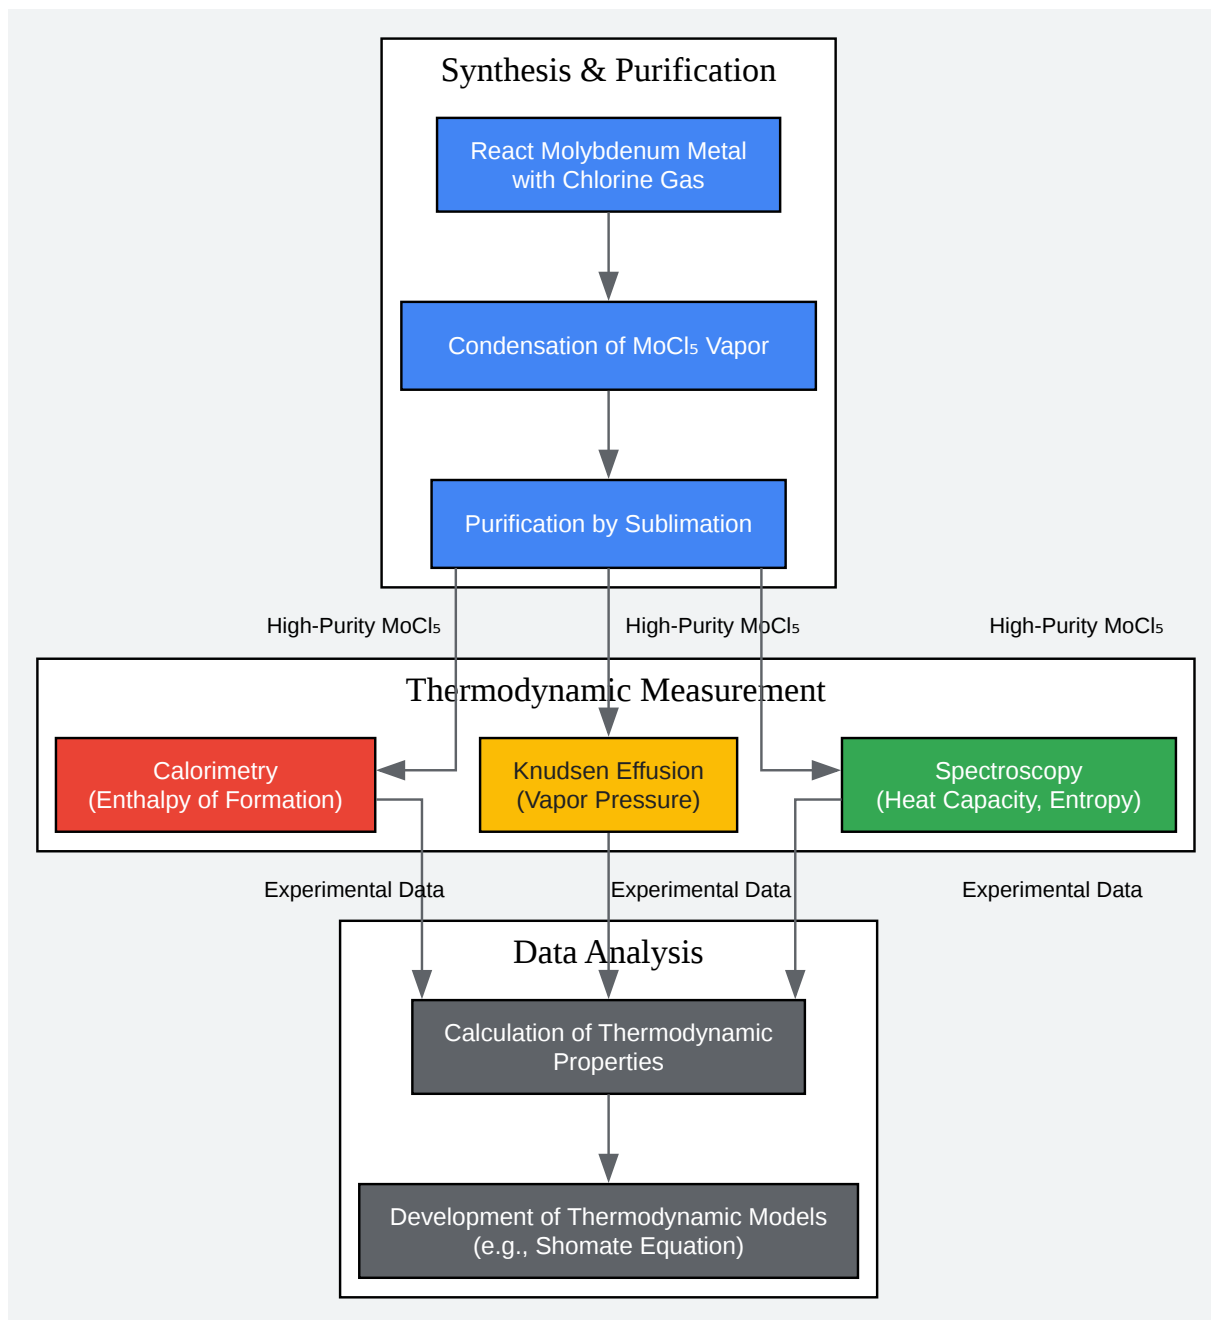 Synthesis & Purification
React Molybdenum Metal
with Chlorine Gas
Condensation of MoCl₅ Vapor
Purification by Sublimation
High-Purity MoCl₅
High-Purity MoCl₅
High-Purity MoCl₅
Thermodynamic Measurement
Calorimetry
(Enthalpy of Formation)
Knudsen Effusion
(Vapor Pressure)
Spectroscopy
(Heat Capacity, Entropy)
Experimental Data
Experimental Data
Experimental Data
Data Analysis
Calculation of Thermodynamic
Properties
Development of Thermodynamic Models
(e.g., Shomate Equation)